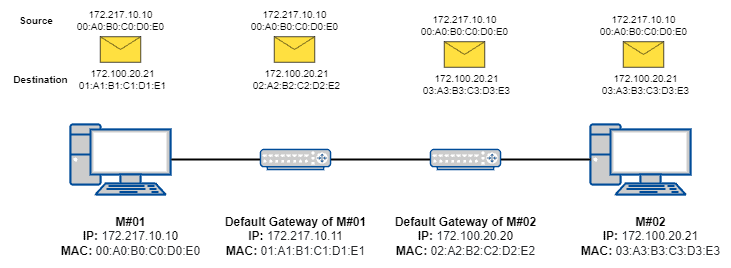 Source
172.217.10.10
00:A0:B0:C0:D0:E0
172.217.10.10
00:A0:B0:C0:D0:E0
172.217.10.10
00:A0:B0:C0:D0:E0
172.217.10.10
00:A0:B0:C0:D0:E0
Destination
172.100.20.21
01:A1:B1:C1:D1:E1
172.100.20.21
02:A2:B2:C2:D2:E2
172.100.20.21
03:A3:B3:C3:D3:E3
172.100.20.21
03:A3:B3:C3:D3:E3
M#01
IP: 172.217.10.10
MAC: 00:A0:B0:C0:D0:E0
Default Gateway of M#01
IP: 172.217.10.11
MAC: 01:A1:B1:C1:D1:E1
Default Gateway of M#02
IP: 172.100.20.20
MAC: 02:A2:B2:C2:D2:E2
M#02
IP: 172.100.20.21
MAC: 03:A3:B3:C3:D3:E3